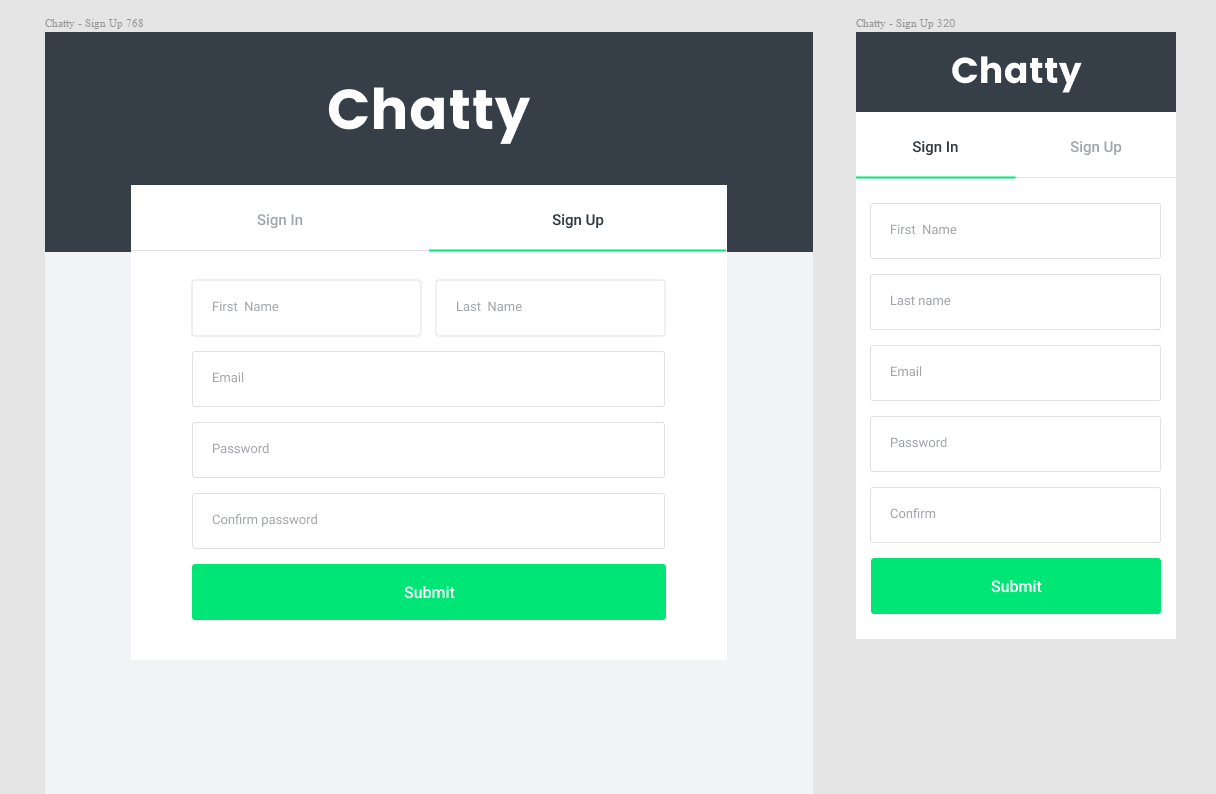 Chatty - Sign Up 768
Chatty
Sign In
Sign Up
First  Name
Last  Name
Email
Password
Confirm password
Submit
Chatty - Sign Up 320
Chatty
Sign In
Sign Up
First  Name
Last name
Email
Password
Confirm
Submit